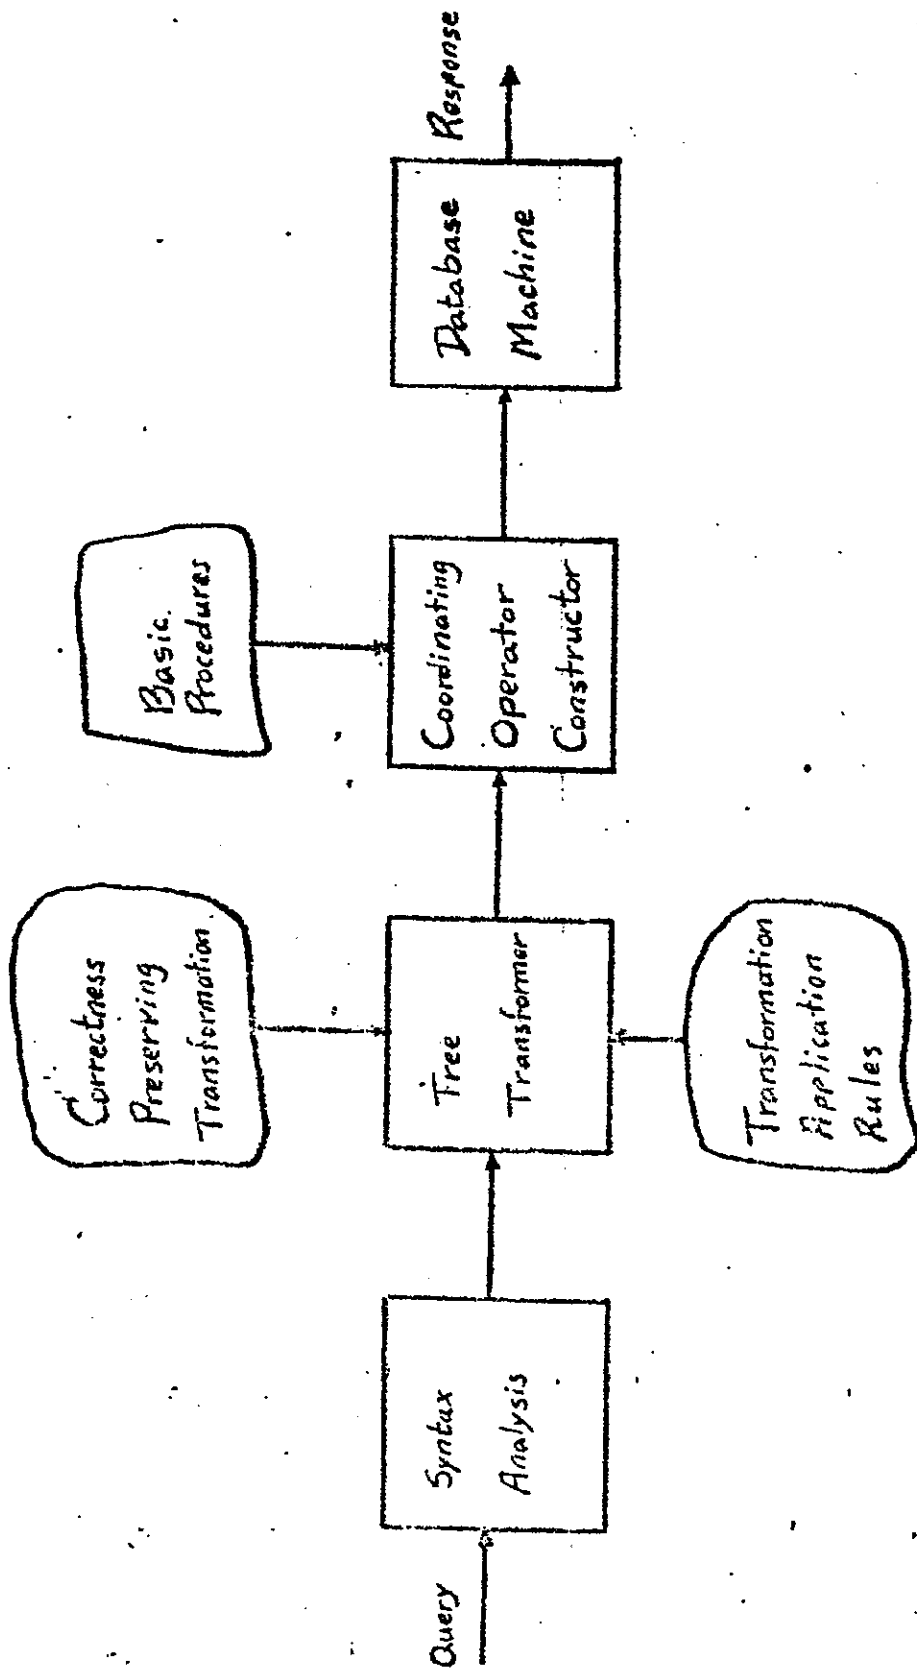 Query
Syntax
Analysis
Correctness
Preserving
Transformation
Tree
Transformer
Transformation
Application
Rules
Basic
Procedures
Coordinating
Operator
Constructor
Database
Machine
Response